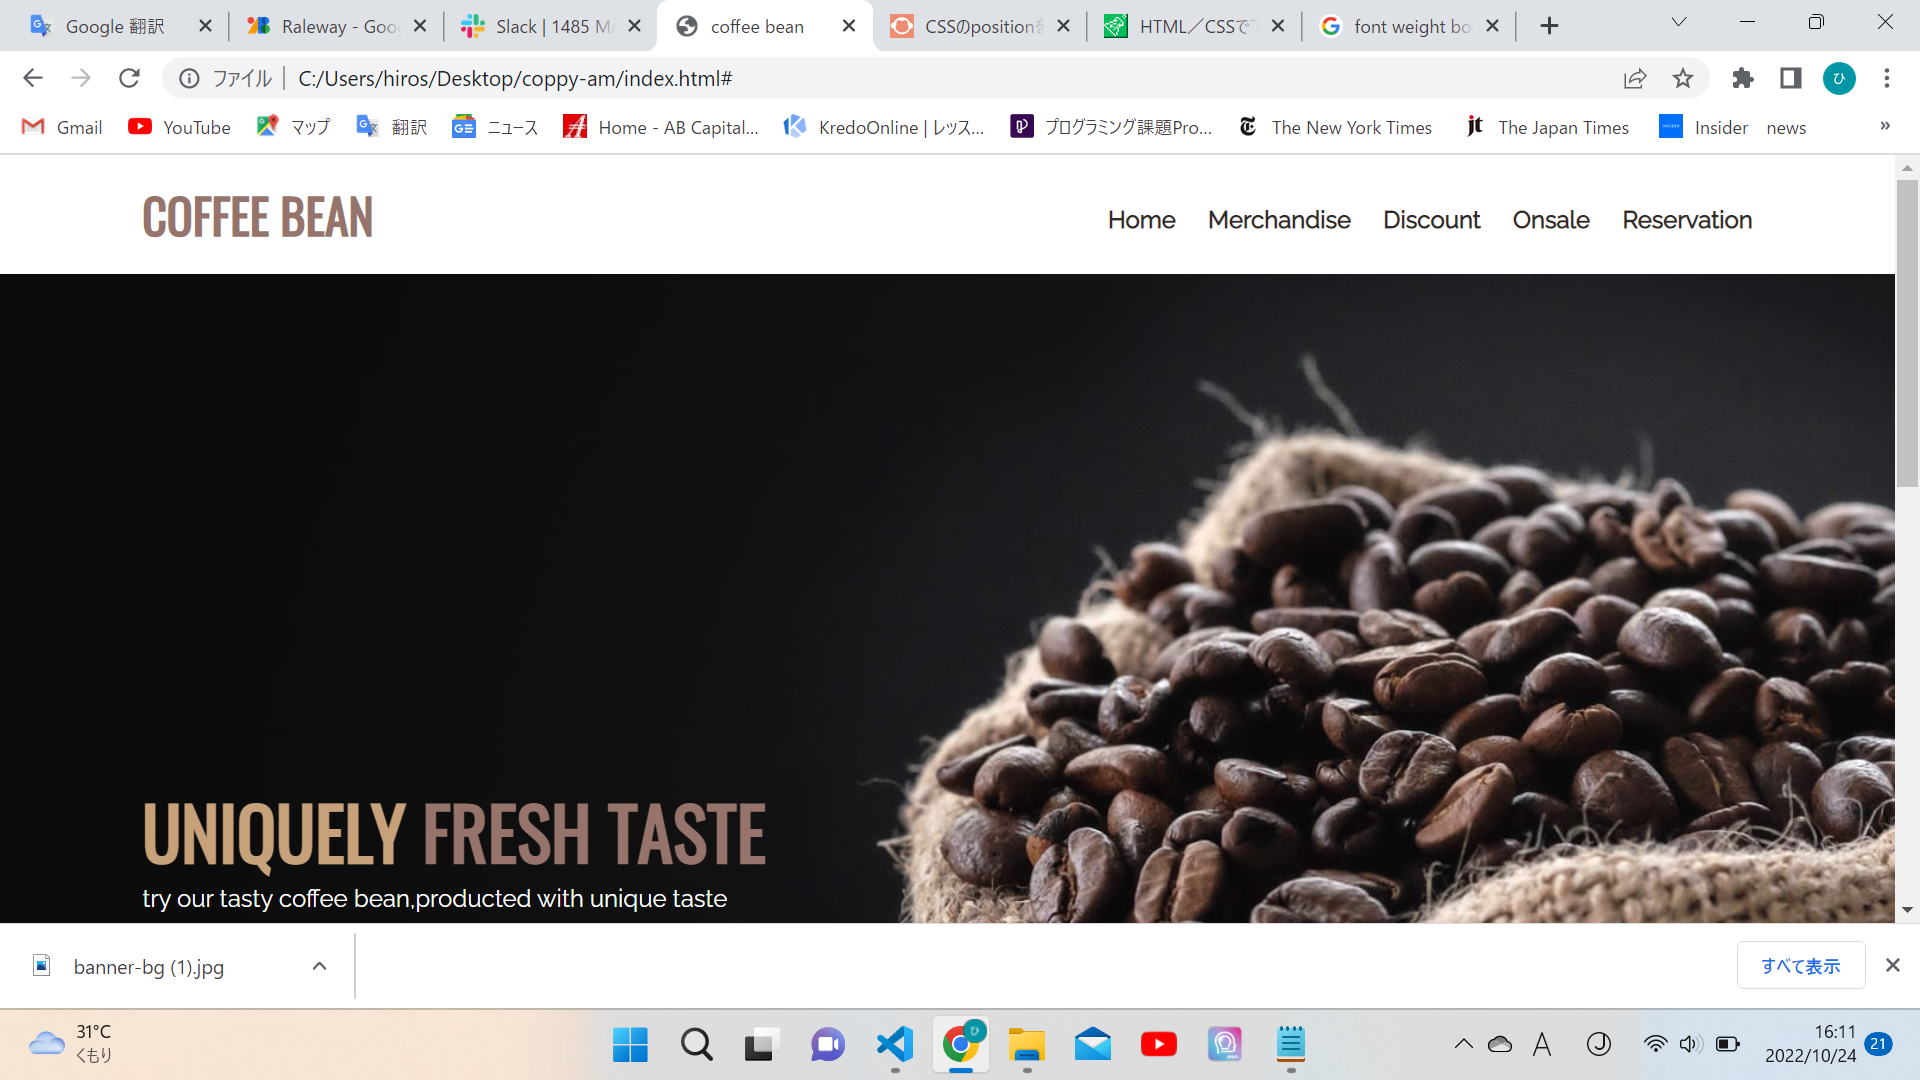 Google 翻訳
Raleway - Goo
Slack | 1485 M
coffee bean
CSSのpositionを
HTML／CSSで
font weight bo
ファイル
C:/Users/hiros/Desktop/coppy-am/index.html#
ひ
Gmail
YouTube
マップ
翻訳
ニュース
Home - AB Capital...
KredoOnline | レッス...
プログラミング課題Pro...
The New York Times
The Japan Times
Insider
news
»
COFFEE BEAN
Home
Merchandise
Discount
Onsale
Reservation
UNIQUELY FRESH TASTE
try our tasty coffee bean,producted with unique taste
banner-bg (1).jpg
すべて表示
31°C
くもり
A
J
16:11
2022/10/24
21